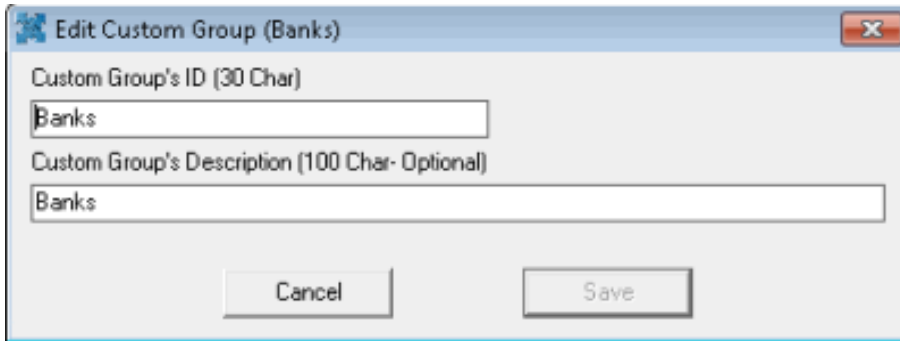 Edit Custom Group (Banks)
Custom Group's ID (30 Char)
Banks
Custom Group's Description (100 Char- Optional)
Banks
Cancel Save